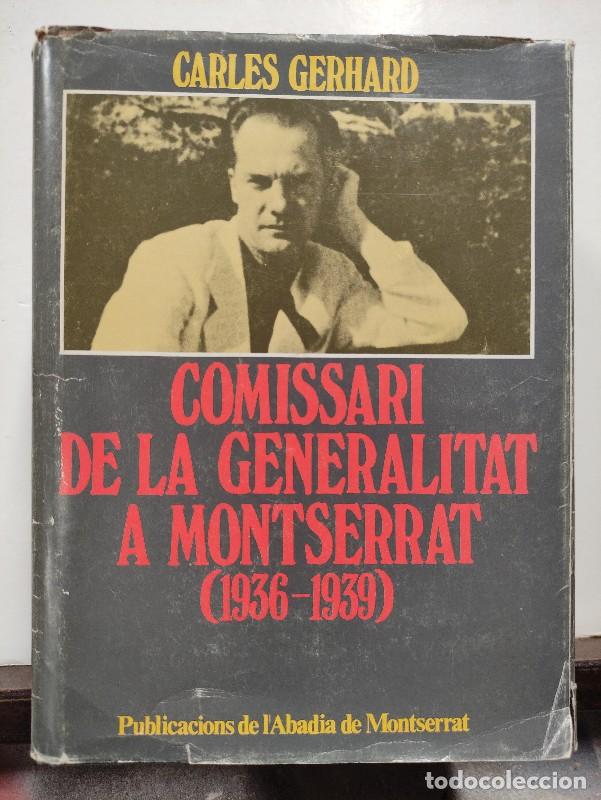 CARLES GERHARD
COMISSARI
DE LA GENERALITAT
A MONTSERRAT
(1936-1939)
Publicacions de l'Abadia de Montserrat
todocoleccion